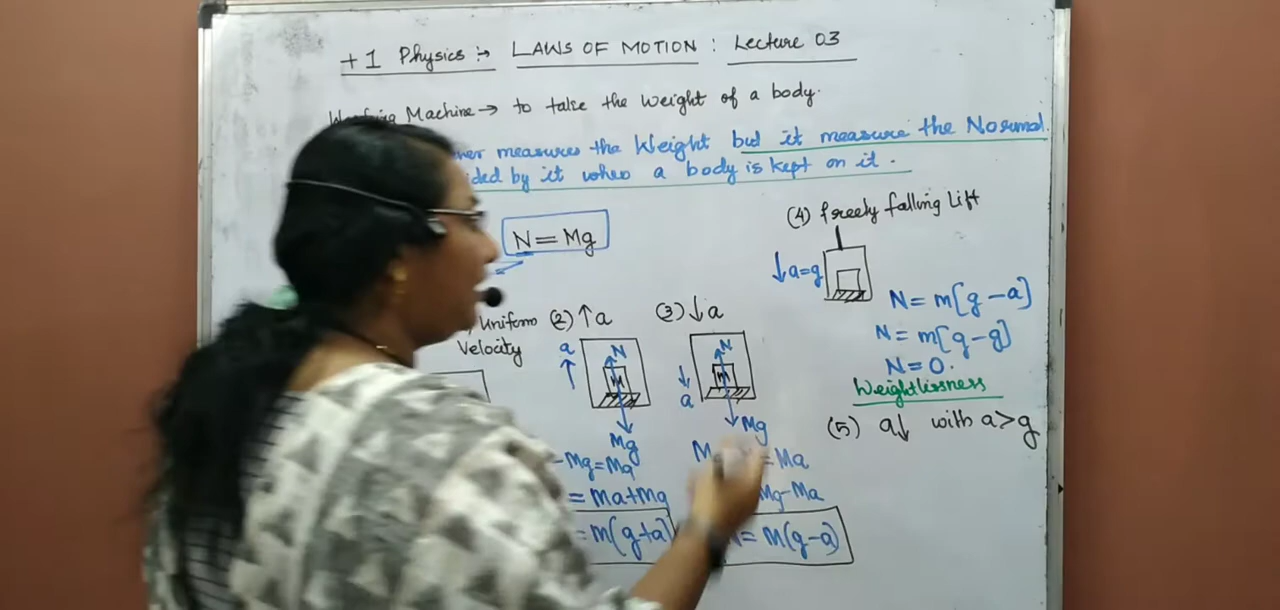 +1 Physics :→ LAWS OF MOTION : Lecture 03
Machine → to take the weight of a body.
measures the Weight but it measure the Normal
by it when a body is kept on it.
N = Mg
(4) freely falling Lift
↓a=g
N = m[g-a]
N = m[g-g]
N = 0.
Weightlessness
(5) a↓ with a>g
Uniform
Velocity
(2) ↑a
a
↑
N
M
Mg
-Mg=Ma
= Ma+Mg
= m(g+a)
(3) ↓a
↓
a
N
M
Mg
= Ma
Mg-Ma
= m(g-a)